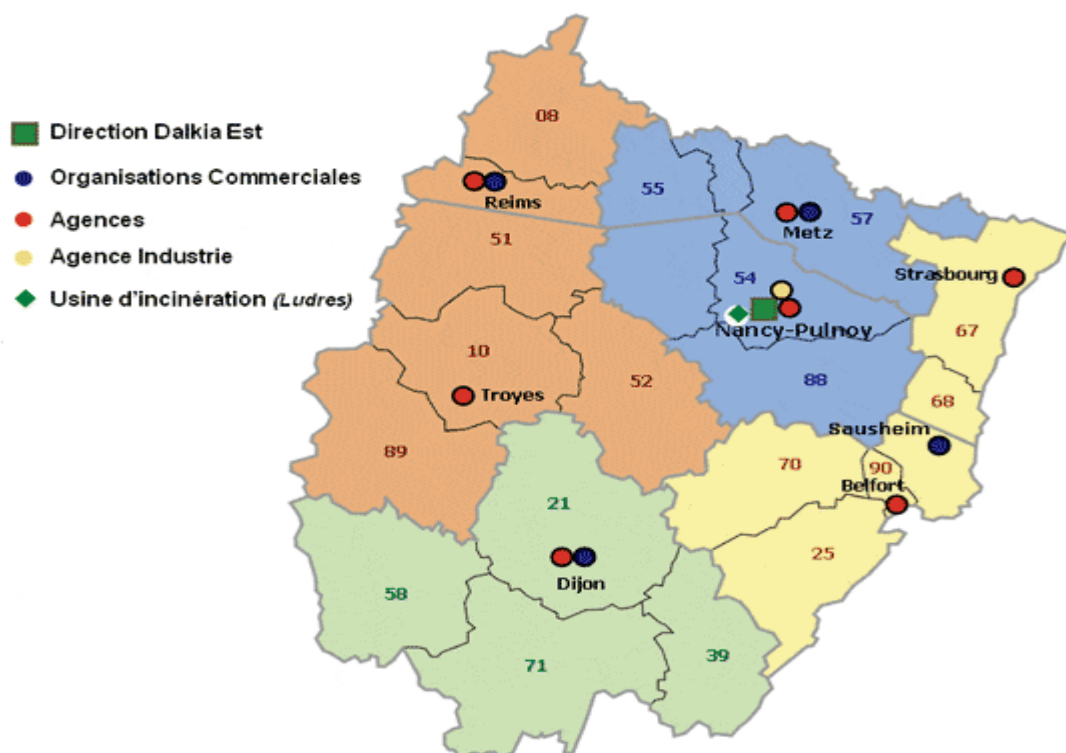 Direction Dalkia Est
Organisations Commerciales
Agences
Agence Industrie
Usine d'incinération (Ludres)
08
Reims
51
55
57
Metz
54
Nancy-Pulnoy
Strasbourg
67
10
Troyes
52
88
68
Sausheim
89
70
90
Belfort
21
Dijon
25
58
71
39